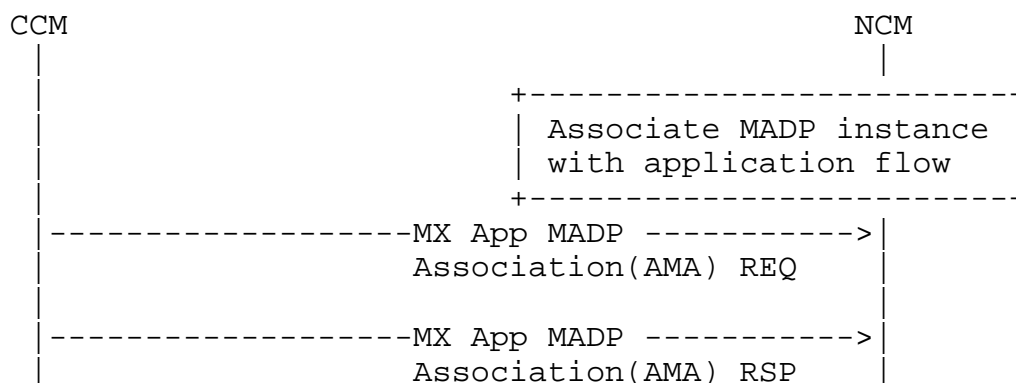 CCM NCM
Associate MADP instance
with application flow
MX App MADP
Association(AMA) REQ
MX App MADP
Association(AMA) RSP